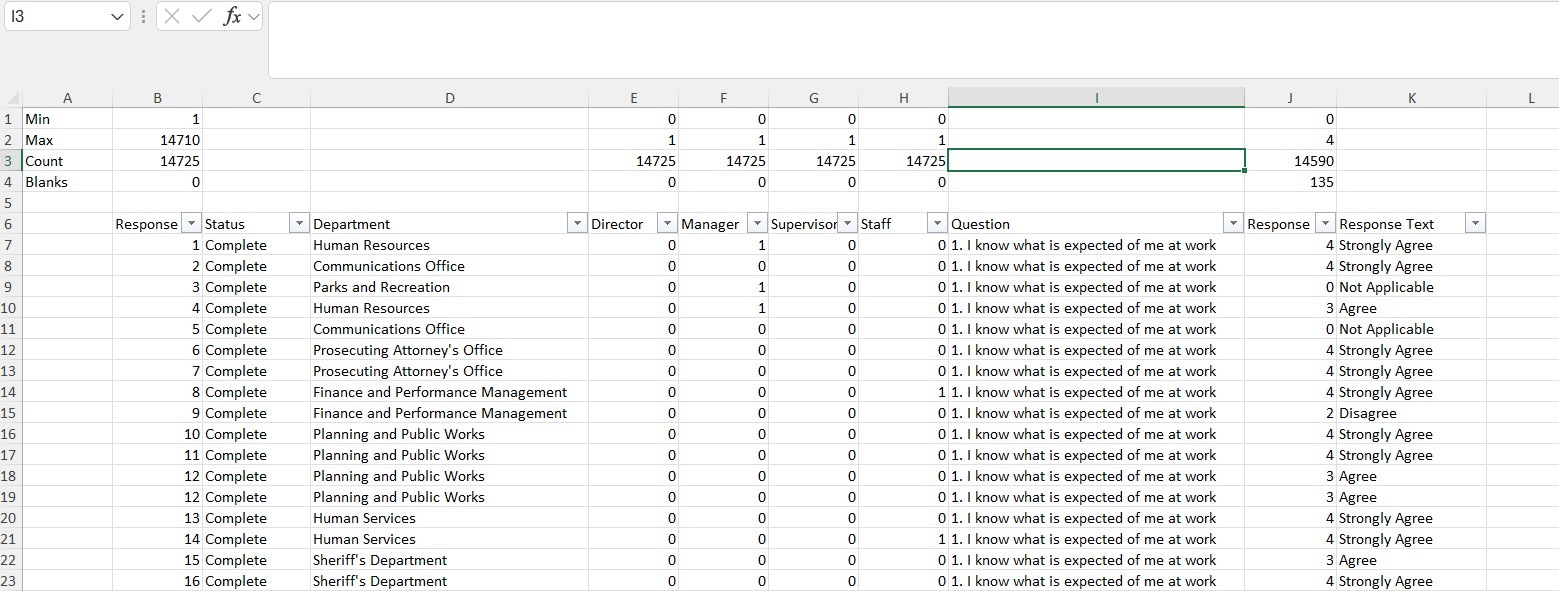 I3 fx
A B C D E F G H I J K L
1 Min 1 0 0 0 0 0
2 Max 14710 1 1 1 1 4
3 Count 14725 14725 14725 14725 14725 14590
4 Blanks 0 0 0 0 0 135
5
6 Response Status Department Director Manager Supervisor Staff Question Response Response Text
7 1 Complete Human Resources 0 1 0 0 1. I know what is expected of me at work 4 Strongly Agree
8 2 Complete Communications Office 0 0 0 0 1. I know what is expected of me at work 4 Strongly Agree
9 3 Complete Parks and Recreation 0 1 0 0 1. I know what is expected of me at work 0 Not Applicable
10 4 Complete Human Resources 0 1 0 0 1. I know what is expected of me at work 3 Agree
11 5 Complete Communications Office 0 0 0 0 1. I know what is expected of me at work 0 Not Applicable
12 6 Complete Prosecuting Attorney's Office 0 0 0 0 1. I know what is expected of me at work 4 Strongly Agree
13 7 Complete Prosecuting Attorney's Office 0 0 0 0 1. I know what is expected of me at work 4 Strongly Agree
14 8 Complete Finance and Performance Management 0 0 0 1 1. I know what is expected of me at work 4 Strongly Agree
15 9 Complete Finance and Performance Management 0 0 0 0 1. I know what is expected of me at work 2 Disagree
16 10 Complete Planning and Public Works 0 0 0 0 1. I know what is expected of me at work 4 Strongly Agree
17 11 Complete Planning and Public Works 0 0 0 0 1. I know what is expected of me at work 4 Strongly Agree
18 12 Complete Planning and Public Works 0 0 0 0 1. I know what is expected of me at work 3 Agree
19 12 Complete Planning and Public Works 0 0 0 0 1. I know what is expected of me at work 3 Agree
20 13 Complete Human Services 0 0 0 0 1. I know what is expected of me at work 4 Strongly Agree
21 14 Complete Human Services 0 0 0 1 1. I know what is expected of me at work 4 Strongly Agree
22 15 Complete Sheriff's Department 0 0 0 0 1. I know what is expected of me at work 3 Agree
23 16 Complete Sheriff's Department 0 0 0 0 1. I know what is expected of me at work 4 Strongly Agree